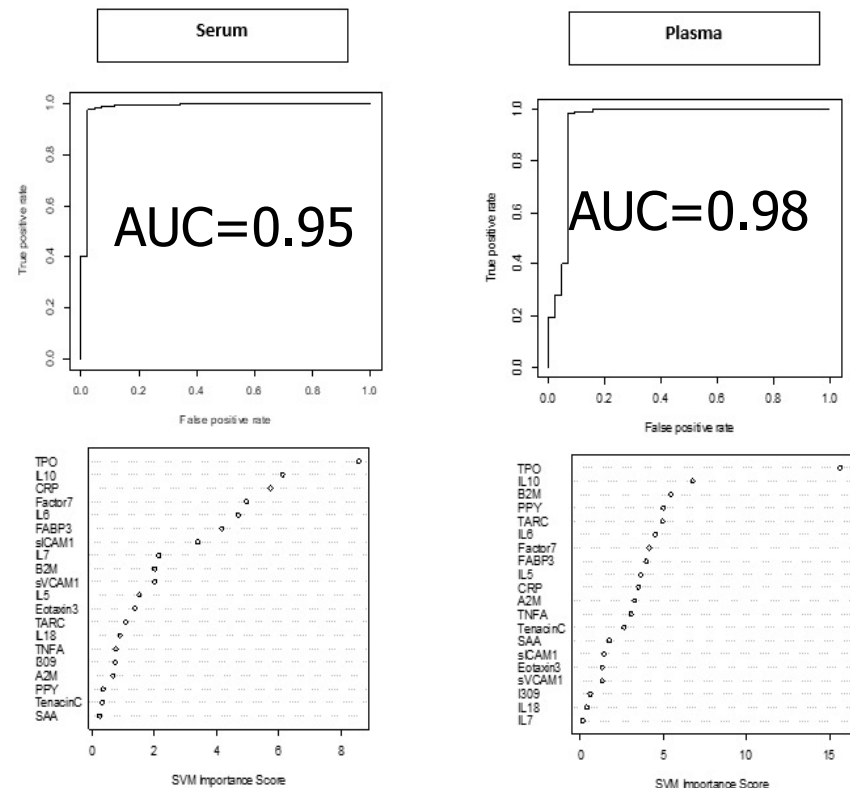 Serum
Plasma
1.0
0.8
0.6
0.4
0.2
0.0
True positive rate
AUC=0.95
0.0 0.2 0.4 0.6 0.8 1.0
False positive rate
1.0
0.8
0.6
0.4
0.2
0.0
True positive rate
AUC=0.98
0.0 0.2 0.4 0.6 0.8 1.0
False positive rate
TPO
IL10
CRP
Factor7
IL6
FABP3
sICAM1
IL7
B2M
sVCAM1
IL5
Eotaxin3
TARC
IL18
TNFA
I309
A2M
PPY
TenacinC
SAA
0 2 4 6 8
SVM Importance Score
TPO
IL10
B2M
PPY
TARC
IL6
Factor7
FABP3
IL5
CRP
A2M
TNFA
TenacinC
SAA
sICAM1
Eotaxin3
sVCAM1
I309
IL18
IL7
0 5 10 15
SVM Importance Score